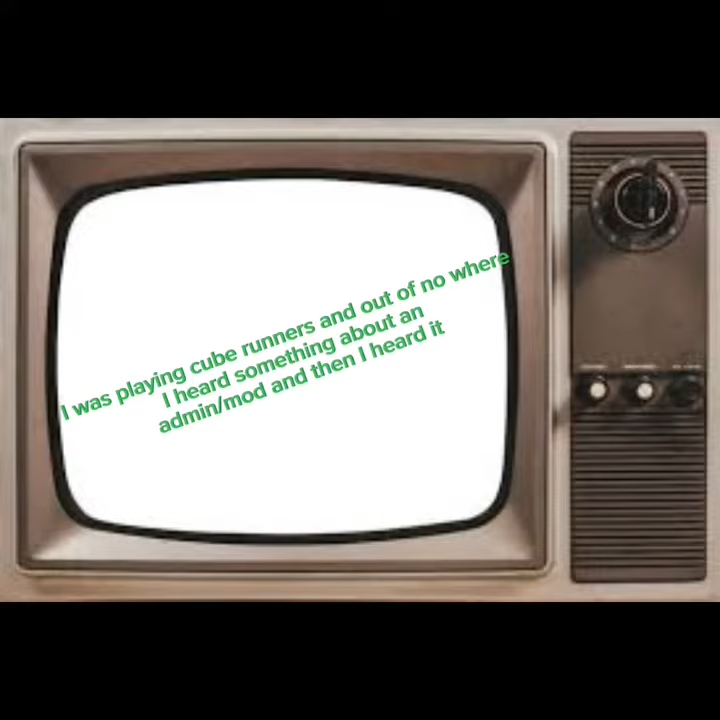 I was playing cube runners and out of no where
I heard something about an
admin/mod and then I heard it